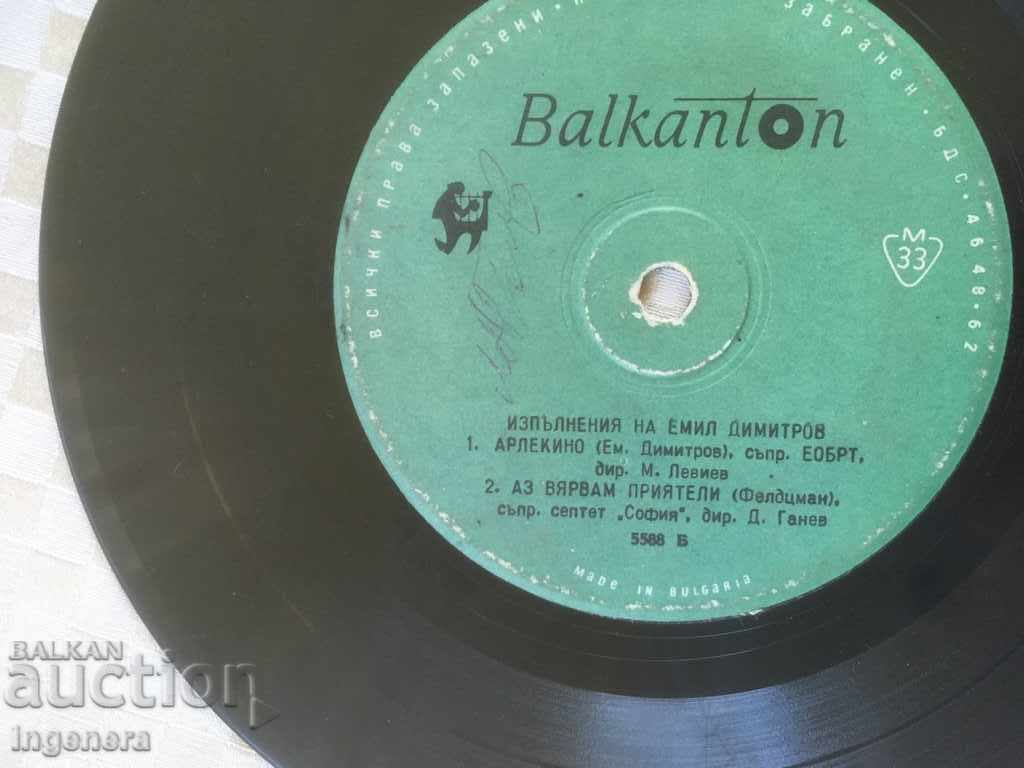 ВСИЧКИ ПРАВА ЗАПАЗЕНИ · ЗАБРАНЕН · БДС · 4648-62
Balkanton
M
33
ИЗПЪЛНЕНИЯ НА ЕМИЛ ДИМИТРОВ
1. АРЛЕКИНО (Ем. Димитров), съпр. ЕОБРТ,
дир. М. Левиев
2. АЗ ВЯРВАМ ПРИЯТЕЛИ (Фелдцман),
съпр. септет „София", дир. Д. Ганев
5588 Б
Made in Bulgaria
BALKAN
auction
Ingenera